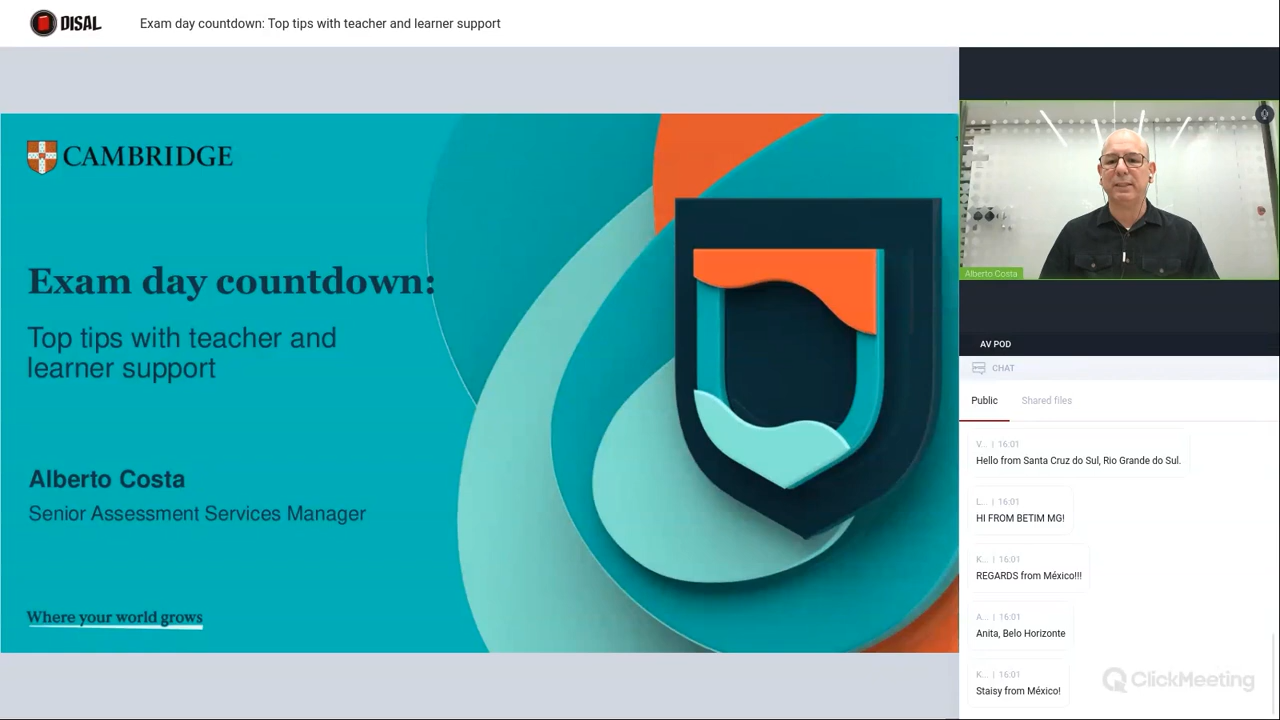 DISAL
Exam day countdown: Top tips with teacher and learner support
CAMBRIDGE
Exam day countdown:
Top tips with teacher and
learner support
Alberto Costa
Senior Assessment Services Manager
Where your world grows
Alberto Costa
AV POD
CHAT
Public
Shared files
V... | 16:01
Hello from Santa Cruz do Sul, Rio Grande do Sul.
L... | 16:01
HI FROM BETIM MG!
K... | 16:01
REGARDS from México!!!
A... | 16:01
Anita, Belo Horizonte
K... | 16:01
Staisy from México!
ClickMeeting